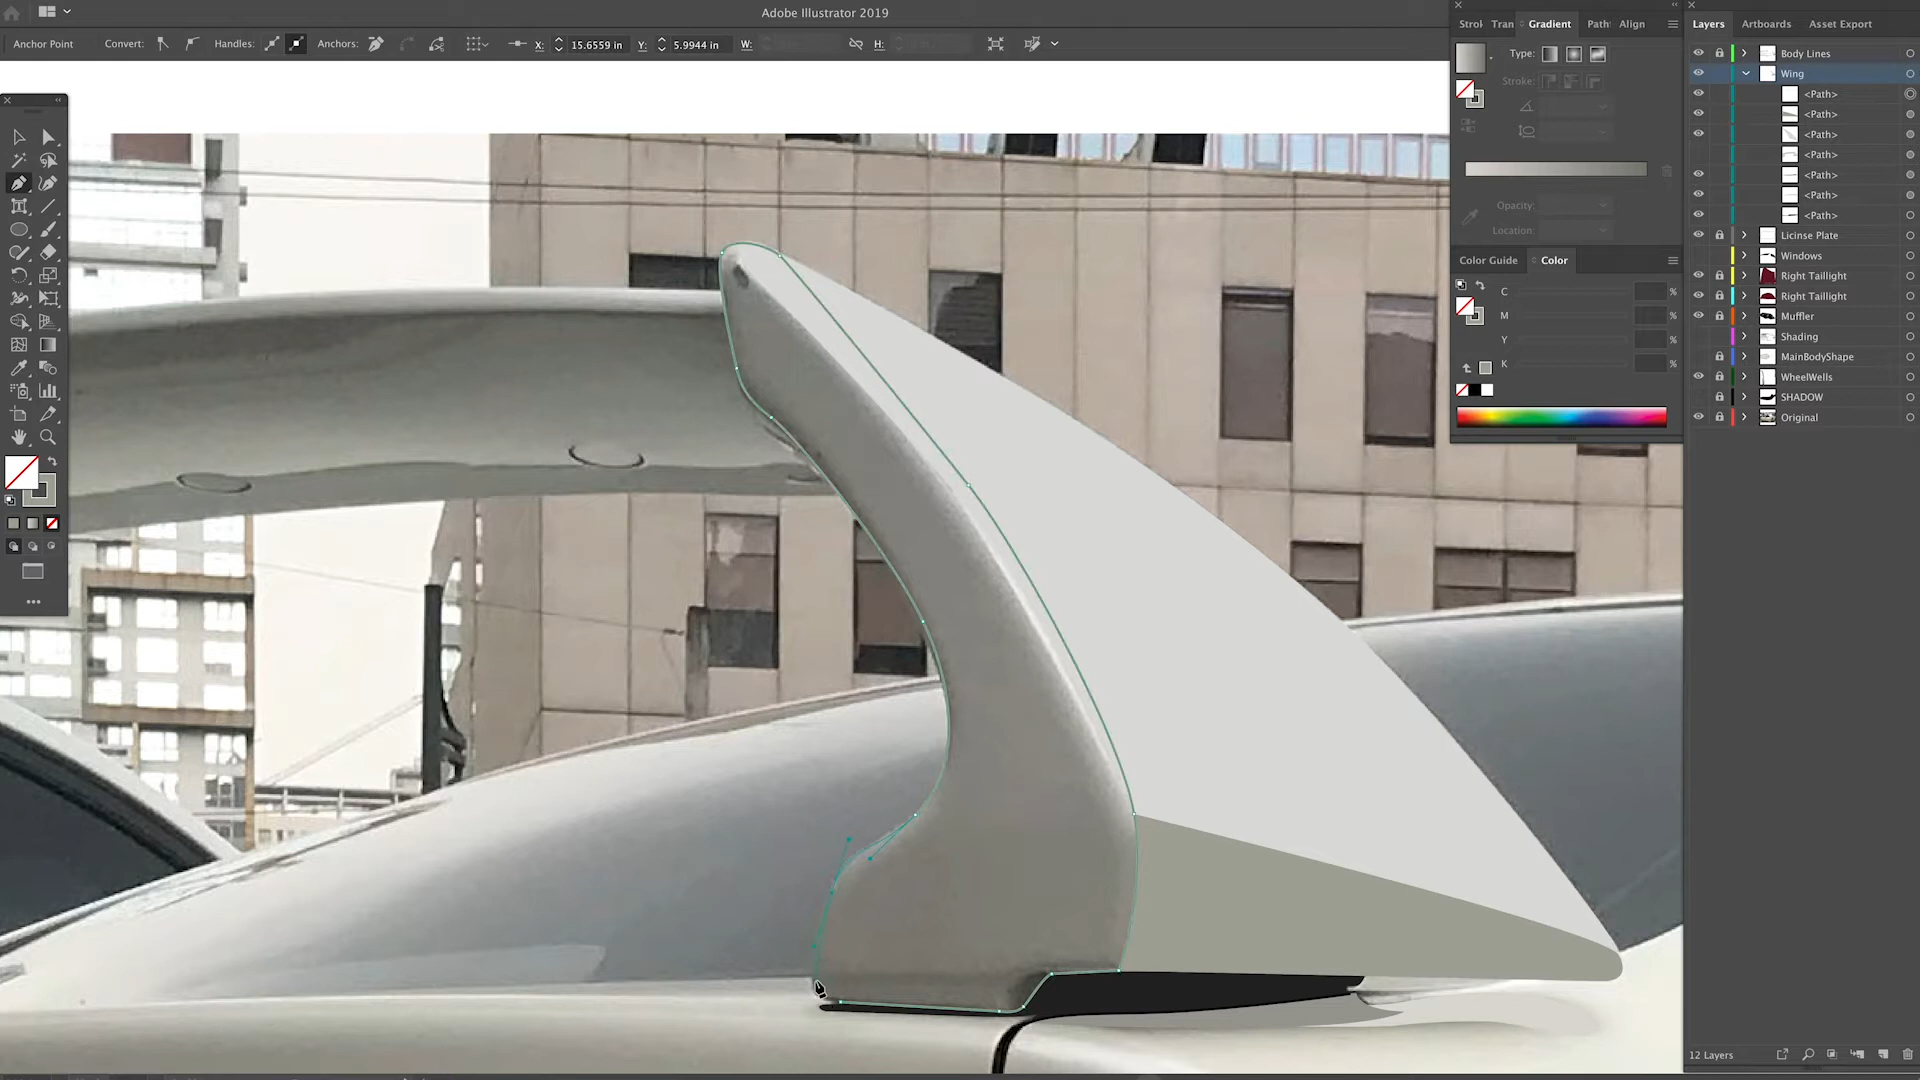 Adobe Illustrator 2019
Anchor Point Convert: Handles: Anchors: X: 15.6559 in Y: 5.9944 in W: H:
Strol Tran Gradient Path Align
Type:
Stroke:
Opacity:
Location:
Color Guide Color
C %
M %
Y %
K %
Layers Artboards Asset Export
Body Lines
Wing
<Path>
<Path>
<Path>
<Path>
<Path>
<Path>
<Path>
Licinse Plate
Windows
Right Taillight
Right Taillight
Muffler
Shading
MainBodyShape
WheelWells
SHADOW
Original
12 Layers